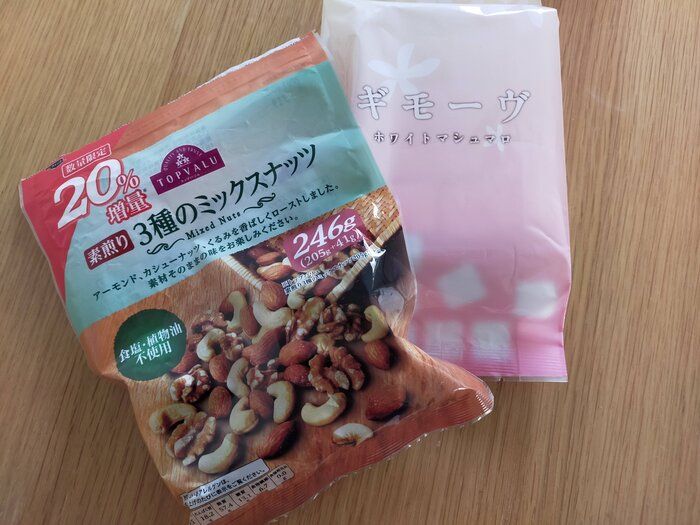 数量限定
20%
増量
QUALITY AND TASTE
TOPVALU
素煎り
3種のミックスナッツ
Mixed Nuts
アーモンド、カシューナッツ、くるみを香ばしくローストしました。
素材そのままの味をお楽しみください。
246g
(205g+41g)
食塩・植物油
不使用
ギモーヴ
ホワイトマシュマロ